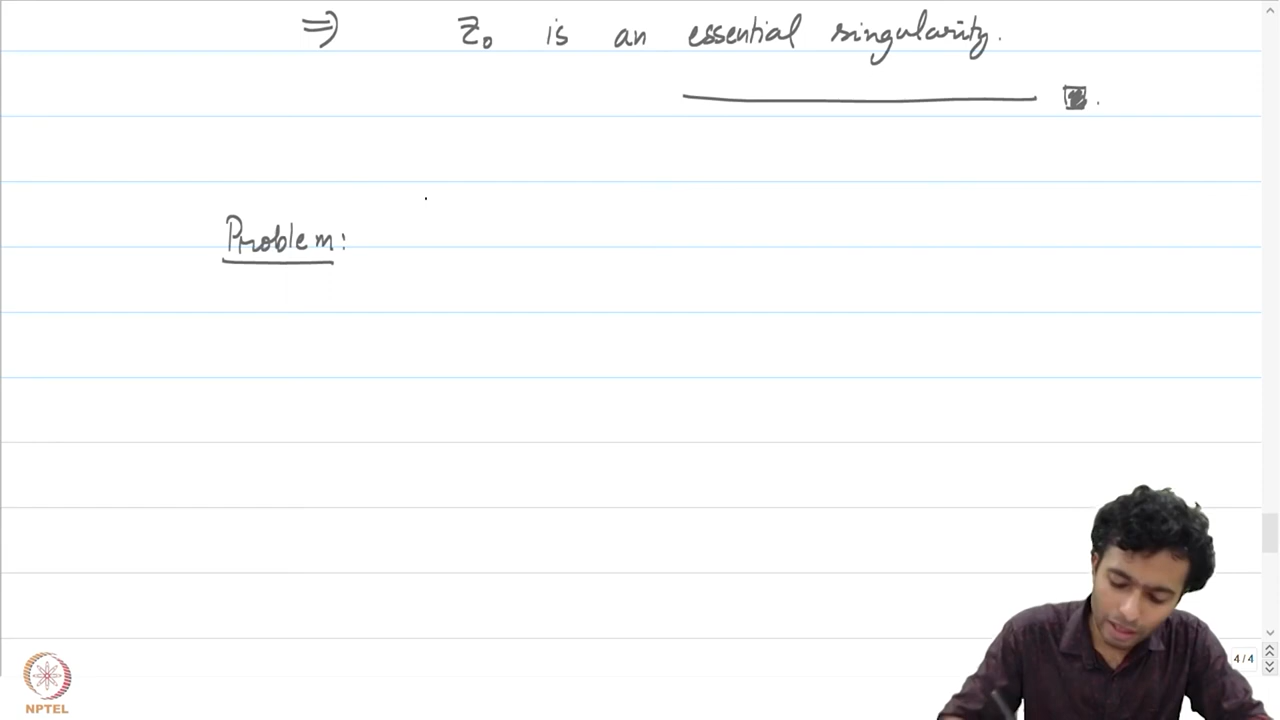 ⇒ Z₀ is an essential singularity.
Problem:
4 / 4
NPTEL